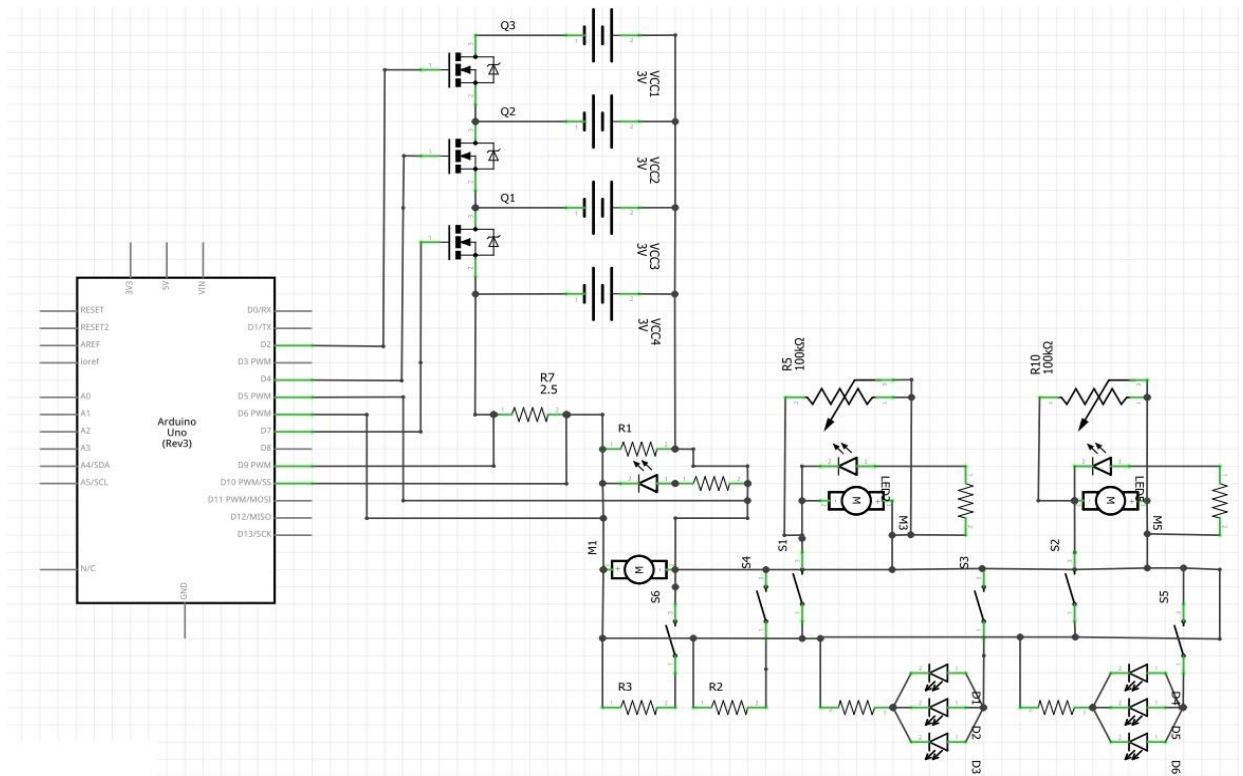 Q3
VCC1
3V
Q2
VCC2
3V
Q1
VCC3
3V
VCC4
3V
3V3
5V
VIN
RESET
RESET2
AREF
ioref
A0
A1
A2
A3
A4/SDA
A5/SCL
N/C
Arduino
Uno
(Rev3)
D0/RX
D1/TX
D2
D3 PWM
D4
D5 PWM
D6 PWM
D7
D8
D9 PWM
D10 PWM/SS
D11 PWM/MOSI
D12/MISO
D13/SCK
GND
R7
2.5
R1
M1
M
S6
R3
R2
S4
S1
R5
100kΩ
M
M3
S3
D1
D2
D3
R10
100kΩ
M
M5
S2
S5
D4
D5
D6